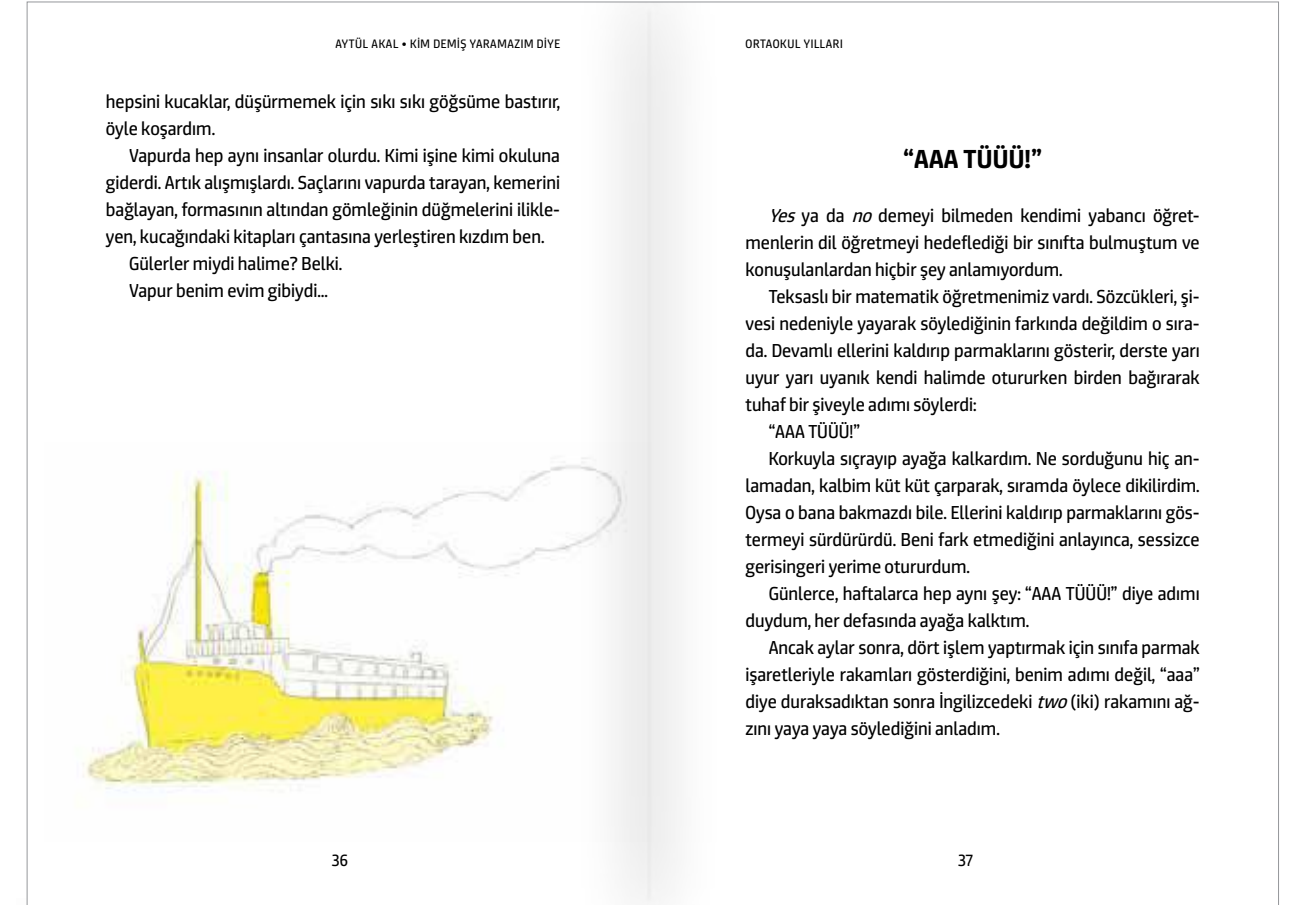 AYTÜL AKAL • KİM DEMİŞ YARAMAZIM DİYE
hepsini kucaklar, düşürmemek için sıkı sıkı göğsüme bastırır,
öyle koşardım.
Vapurda hep aynı insanlar olurdu. Kimi işine kimi okuluna
giderdi. Artık alışmışlardı. Saçlarını vapurda tarayan, kemerini
bağlayan, formasının altından gömleğinin düğmelerini ilikle-
yen, kucağındaki kitapları çantasına yerleştiren kızdım ben.
Gülerler miydi halime? Belki.
Vapur benim evim gibiydi...
36
ORTAOKUL YILLARI
“AAA TÜÜÜ!”
Yes ya da no demeyi bilmeden kendimi yabancı öğret-
menlerin dil öğretmeyi hedeflediği bir sınıfta bulmuştum ve
konuşulanlardan hiçbir şey anlamıyordum.
Teksaslı bir matematik öğretmenimiz vardı. Sözcükleri, şi-
vesi nedeniyle yayarak söylediğinin farkında değildim o sıra-
da. Devamlı ellerini kaldırıp parmaklarını gösterir, derste yarı
uyur yarı uyanık kendi halimde otururken birden bağırarak
tuhaf bir şiveyle adımı söylerdi:
“AAA TÜÜÜ!”
Korkuyla sıçrayıp ayağa kalkardım. Ne sorduğunu hiç an-
lamadan, kalbim küt küt çarparak, sıramda öylece dikilirdim.
Oysa o bana bakmazdı bile. Ellerini kaldırıp parmaklarını gös-
termeyi sürdürürdü. Beni fark etmediğini anlayınca, sessizce
gerisingeri yerime otururdum.
Günlerce, haftalarca hep aynı şey: “AAA TÜÜÜ!” diye adımı
duydum, her defasında ayağa kalktım.
Ancak aylar sonra, dört işlem yaptırmak için sınıfa parmak
işaretleriyle rakamları gösterdiğini, benim adımı değil, “aaa”
diye duraksadıktan sonra İngilizcedeki two (iki) rakamını ağ-
zını yaya yaya söylediğini anladım.
37